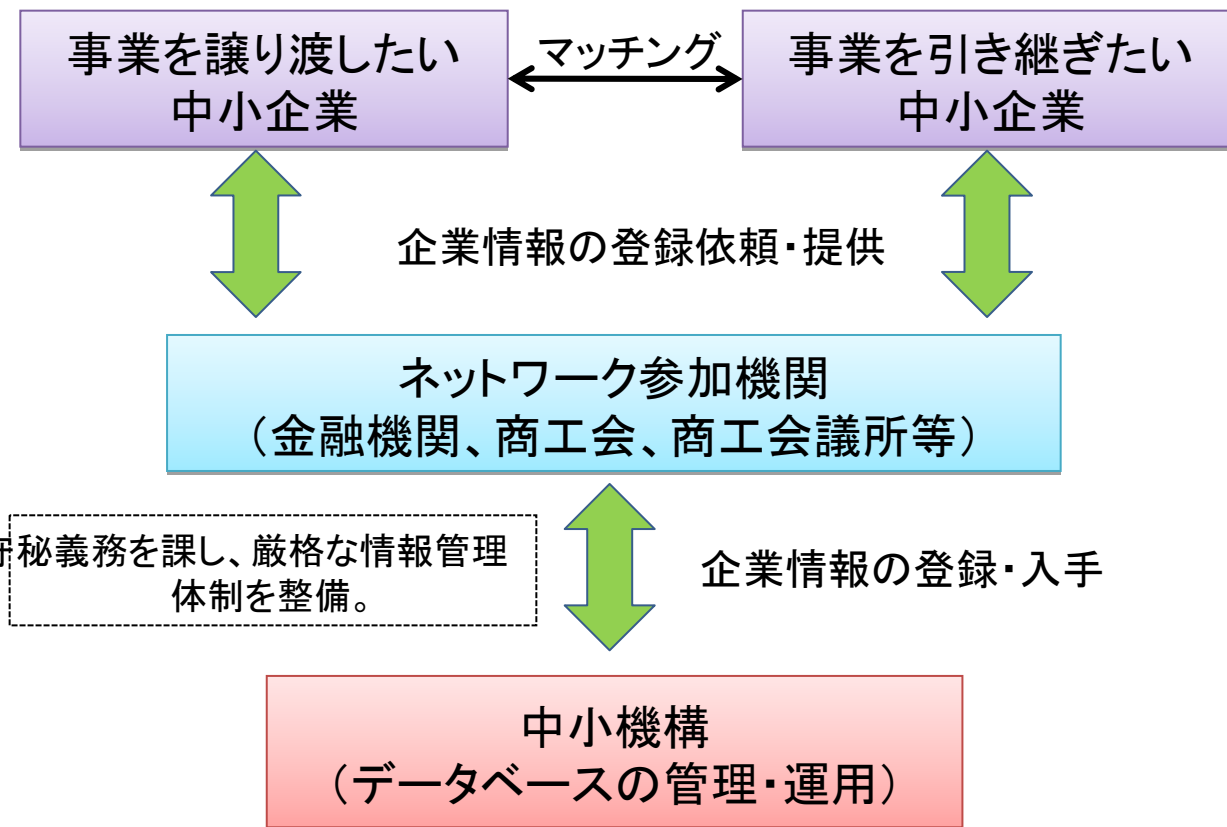 事業を譲り渡したい
中小企業
マッチング
事業を引き継ぎたい
中小企業
企業情報の登録依頼・提供
ネットワーク参加機関
（金融機関、商工会、商工会議所等）
守秘義務を課し、厳格な情報管理
体制を整備。
企業情報の登録・入手
中小機構
（データベースの管理・運用）